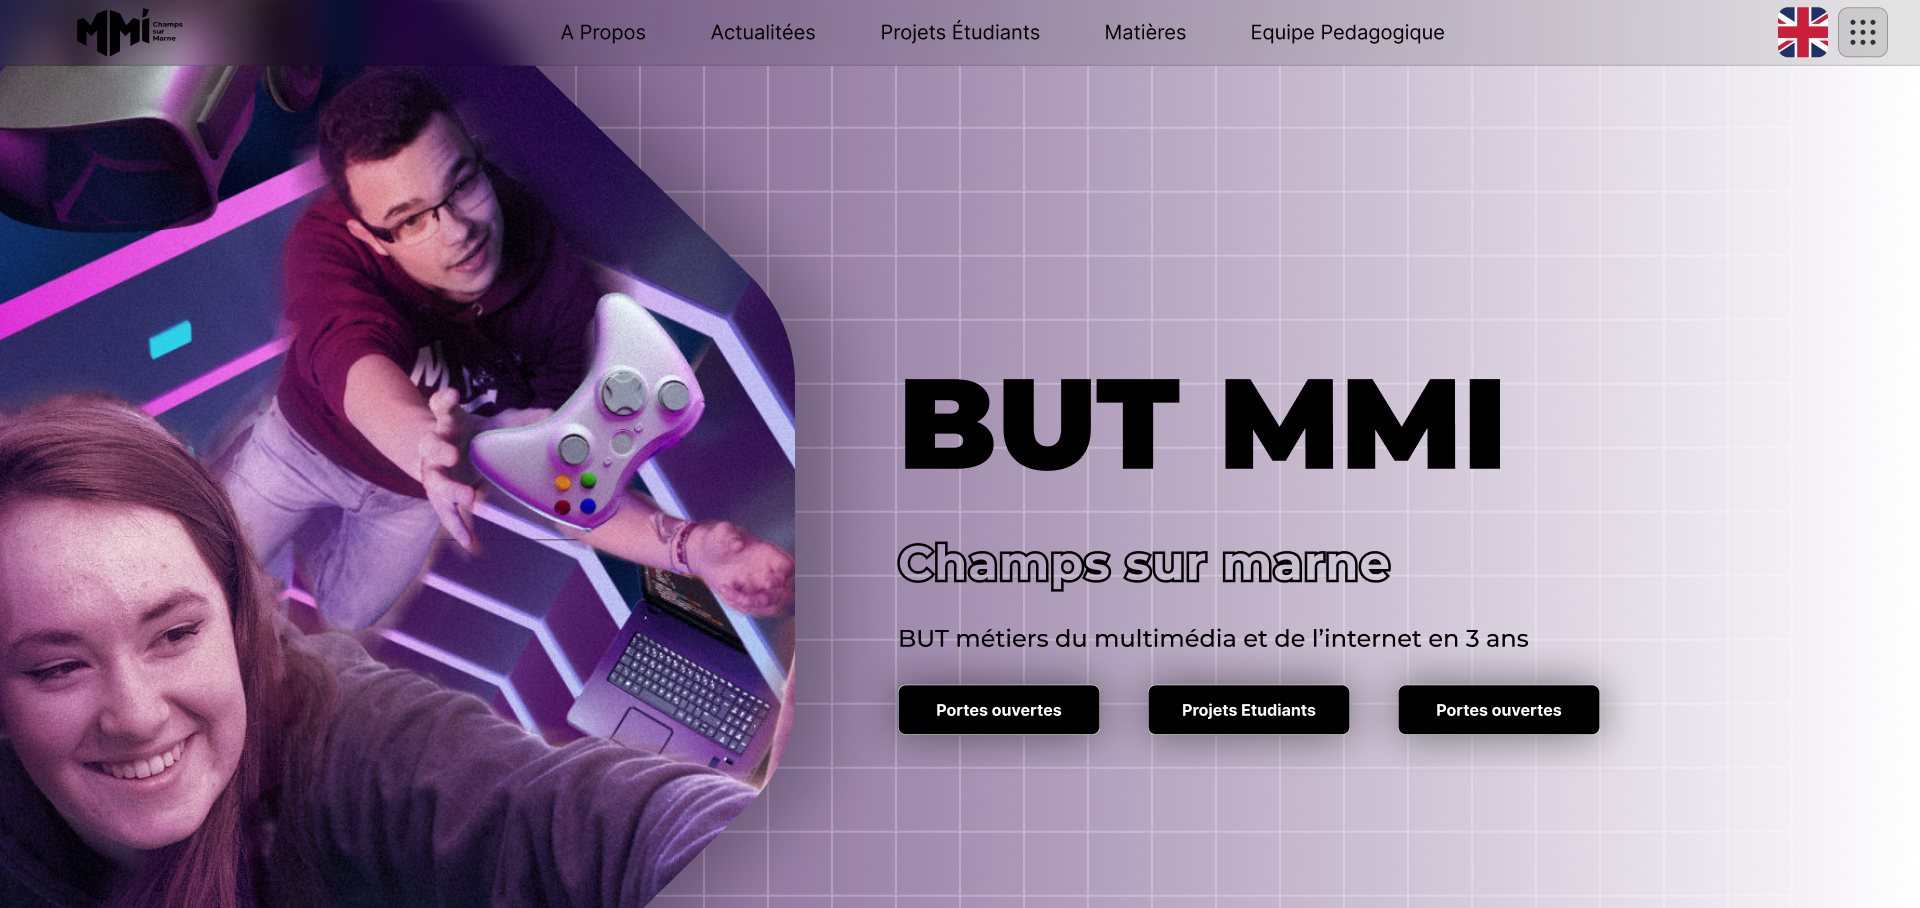 MMI
Champs
sur
Marne
A Propos
Actualitées
Projets Étudiants
Matières
Equipe Pedagogique
BUT MMI
Champs sur marne
BUT métiers du multimédia et de l’internet en 3 ans
Portes ouvertes
Projets Etudiants
Portes ouvertes